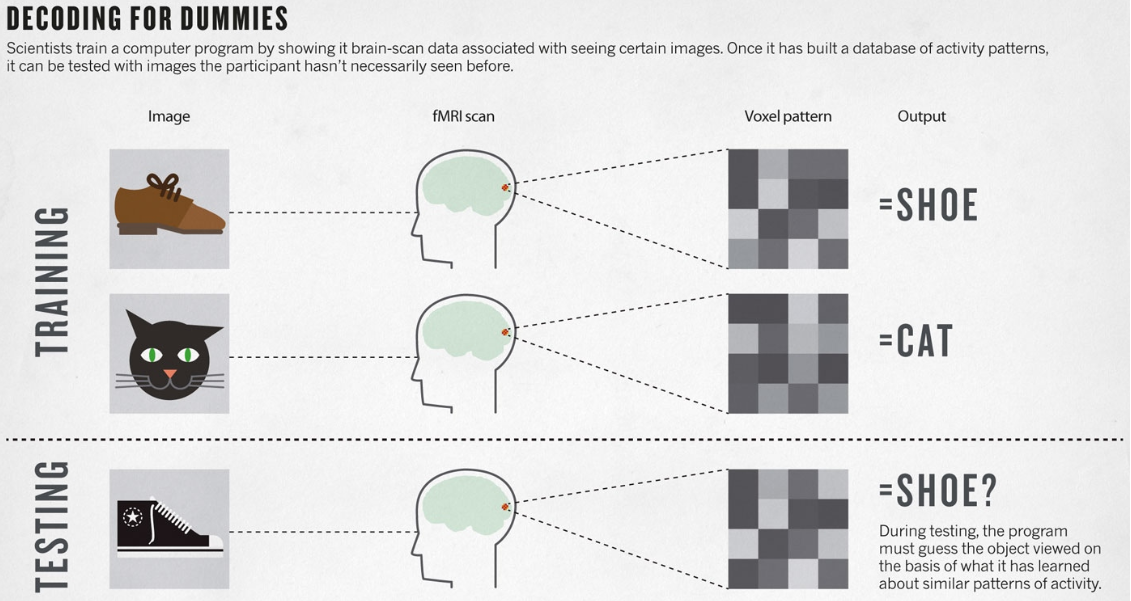 DECODING FOR DUMMIES
Scientists train a computer program by showing it brain-scan data associated with seeing certain images. Once it has built a database of activity patterns,
it can be tested with images the participant hasn't necessarily seen before.
Image
fMRI scan
Voxel pattern
Output
TRAINING
=SHOE
=CAT
TESTING
=SHOE?
During testing, the program
must guess the object viewed on
the basis of what it has learned
about similar patterns of activity.